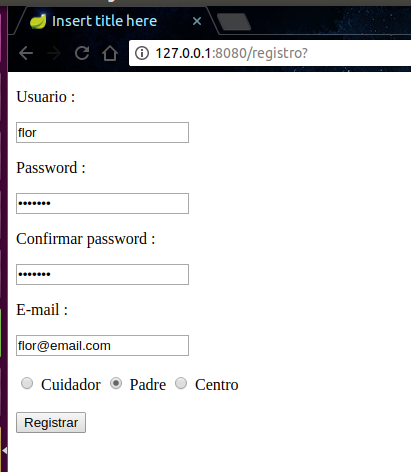 Insert title here
127.0.0.1:8080/registro?
Usuario :
flor
Password :
•••••••
Confirmar password :
•••••••
E-mail :
flor@email.com
Cuidador Padre Centro
Registrar